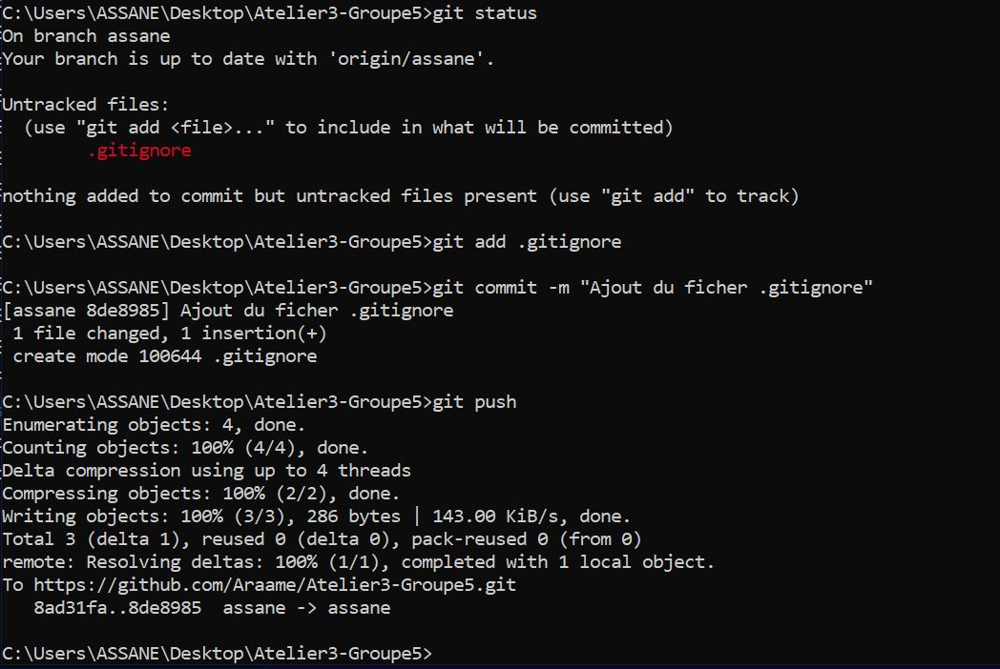 C:\Users\ASSANE\Desktop\Atelier3-Groupe5>git status
On branch assane
Your branch is up to date with 'origin/assane'.
Untracked files:
(use "git add <file>..." to include in what will be committed)
.gitignore
nothing added to commit but untracked files present (use "git add" to track)
C:\Users\ASSANE\Desktop\Atelier3-Groupe5>git add .gitignore
C:\Users\ASSANE\Desktop\Atelier3-Groupe5>git commit -m "Ajout du ficher .gitignore"
[assane 8de8985] Ajout du ficher .gitignore
1 file changed, 1 insertion(+)
create mode 100644 .gitignore
C:\Users\ASSANE\Desktop\Atelier3-Groupe5>git push
Enumerating objects: 4, done.
Counting objects: 100% (4/4), done.
Delta compression using up to 4 threads
Compressing objects: 100% (2/2), done.
Writing objects: 100% (3/3), 286 bytes | 143.00 KiB/s, done.
Total 3 (delta 1), reused 0 (delta 0), pack-reused 0 (from 0)
remote: Resolving deltas: 100% (1/1), completed with 1 local object.
To https://github.com/Araame/Atelier3-Groupe5.git
8ad31fa..8de8985  assane -> assane
C:\Users\ASSANE\Desktop\Atelier3-Groupe5>